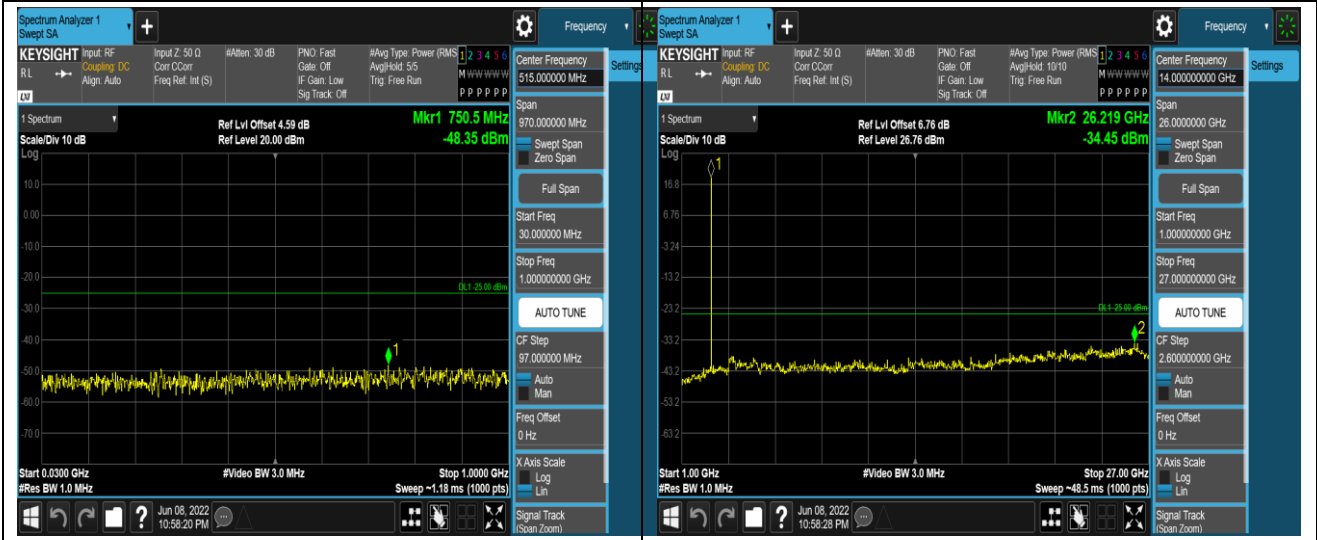 Spectrum Analyzer 1
Swept SA
Frequency
KEYSIGHT
Input: RF
Coupling: DC
Align: Auto
Input Z: 50 Ω
Corr CCorr
Freq Ref: Int (S)
#Atten: 30 dB
PNO: Fast
Gate: Off
IF Gain: Low
Sig Track: Off
#Avg Type: Power (RMS
Avg|Hold: 5/5
Trig: Free Run
1 2 3 4 5 6
M W W W W W
P P P P P P
RL
LXI
Center Frequency
515.000000 MHz
Settings
1 Spectrum
Scale/Div 10 dB
Log
Ref Lvl Offset 4.59 dB
Ref Level 20.00 dBm
Mkr1 750.5 MHz
-48.35 dBm
Span
970.000000 MHz
Swept Span
Zero Span
Full Span
Start Freq
30.000000 MHz
Stop Freq
1.000000000 GHz
AUTO TUNE
CF Step
97.000000 MHz
Auto
Man
Freq Offset
0 Hz
X Axis Scale
Log
Lin
Signal Track
(Span Zoom)
10.0
0.00
-10.0
-20.0
-30.0
-40.0
-50.0
-60.0
-70.0
DL1 -25.00 dBm
1
Start 0.0300 GHz
#Res BW 1.0 MHz
#Video BW 3.0 MHz
Stop 1.0000 GHz
Sweep ~1.18 ms (1000 pts)
Jun 08, 2022
10:58:20 PM
Spectrum Analyzer 1
Swept SA
Frequency
KEYSIGHT
Input: RF
Coupling: DC
Align: Auto
Input Z: 50 Ω
Corr CCorr
Freq Ref: Int (S)
#Atten: 30 dB
PNO: Fast
Gate: Off
IF Gain: Low
Sig Track: Off
#Avg Type: Power (RMS
Avg|Hold: 10/10
Trig: Free Run
1 2 3 4 5 6
M W W W W W
P P P P P P
RL
LXI
Center Frequency
14.000000000 GHz
Settings
1 Spectrum
Scale/Div 10 dB
Log
Ref Lvl Offset 6.76 dB
Ref Level 26.76 dBm
Mkr2 26.219 GHz
-34.45 dBm
Span
26.0000000 GHz
Swept Span
Zero Span
Full Span
Start Freq
1.000000000 GHz
Stop Freq
27.000000000 GHz
AUTO TUNE
CF Step
2.600000000 GHz
Auto
Man
Freq Offset
0 Hz
X Axis Scale
Log
Lin
Signal Track
(Span Zoom)
16.8
6.76
-3.24
-13.2
-23.2
-33.2
-43.2
-53.2
-63.2
DL1 -25.00 dBm
1
2
Start 1.00 GHz
#Res BW 1.0 MHz
#Video BW 3.0 MHz
Stop 27.00 GHz
Sweep ~48.5 ms (1000 pts)
Jun 08, 2022
10:58:28 PM